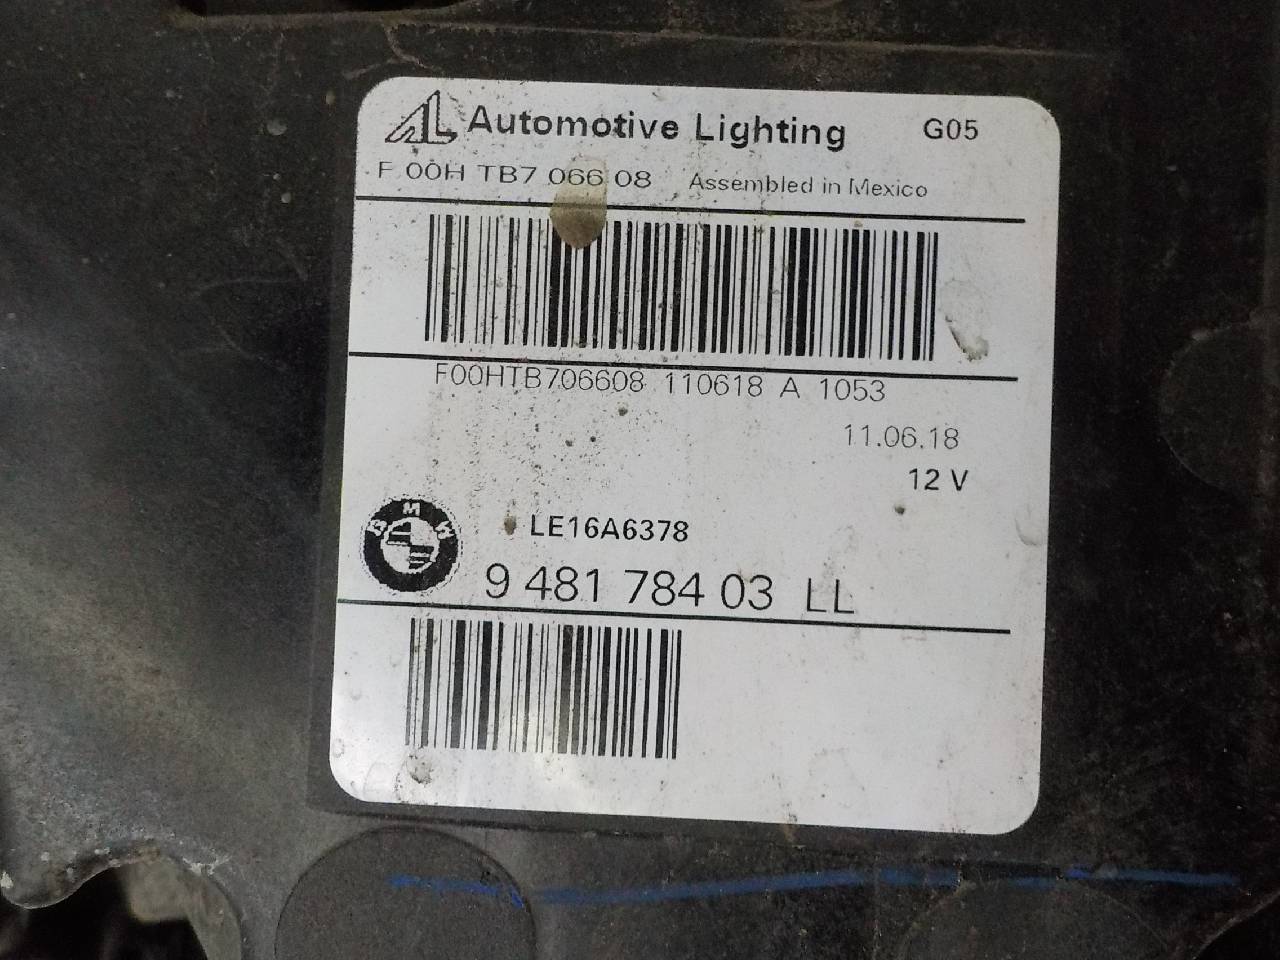 AL Automotive Lighting G05
F 00H TB7 066 08 Assembled in Mexico
F00HTB706608 110618 A 1053
11.06.18
12 V
BMW
LE16A6378
9 481 784 03 LL